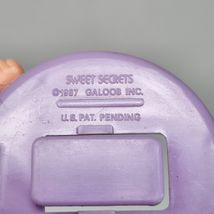 SWEET SECRETS
©1987 GALOOB INC.
U.S. PAT. PENDING